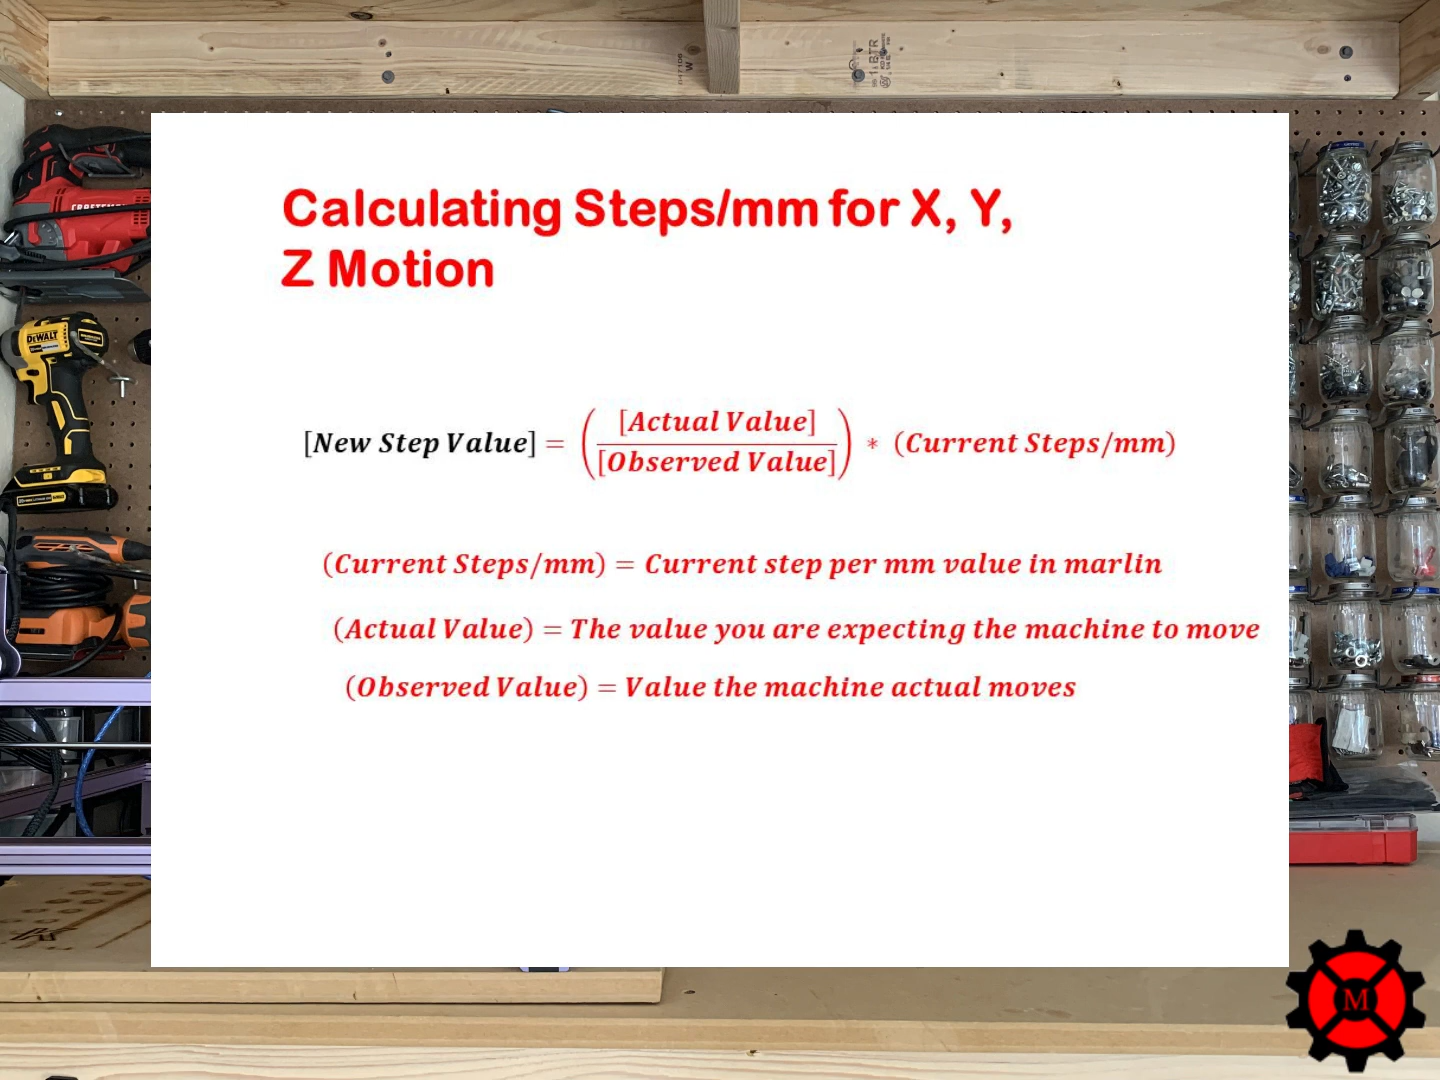 Calculating Steps/mm for X, Y,
Z Motion
[New Step Value] = ([Actual Value] / [Observed Value]) * (Current Steps/mm)
(Current Steps/mm) = Current step per mm value in marlin
(Actual Value) = The value you are expecting the machine to move
(Observed Value) = Value the machine actual moves
DEWALT
M